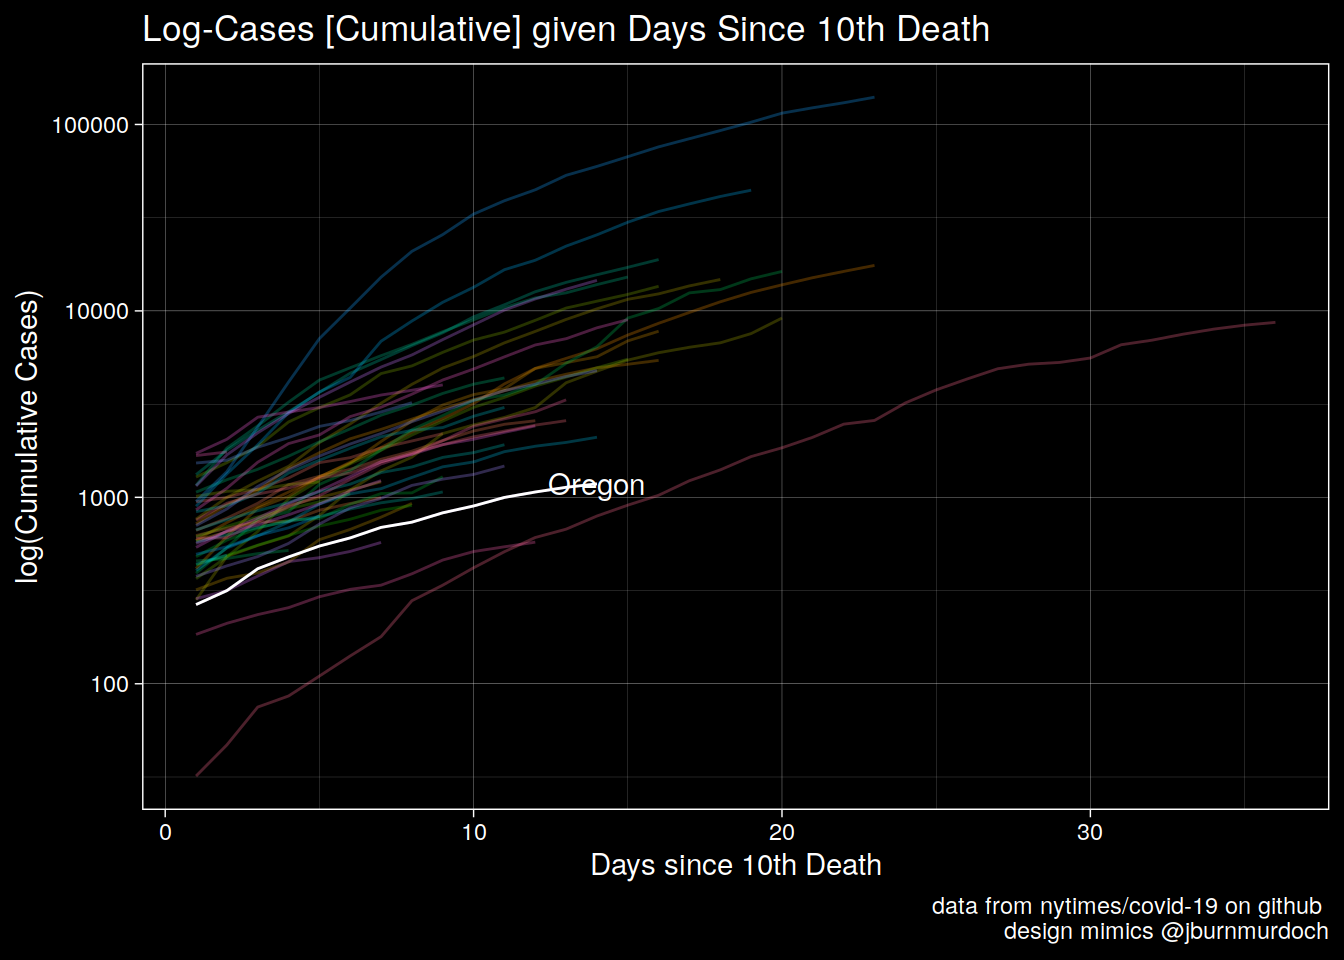 Log-Cases [Cumulative] given Days Since 10th Death
log(Cumulative Cases)
100000
10000
1000
100
Oregon
0 10 20 30
Days since 10th Death
data from nytimes/covid-19 on github
design mimics @jburnmurdoch